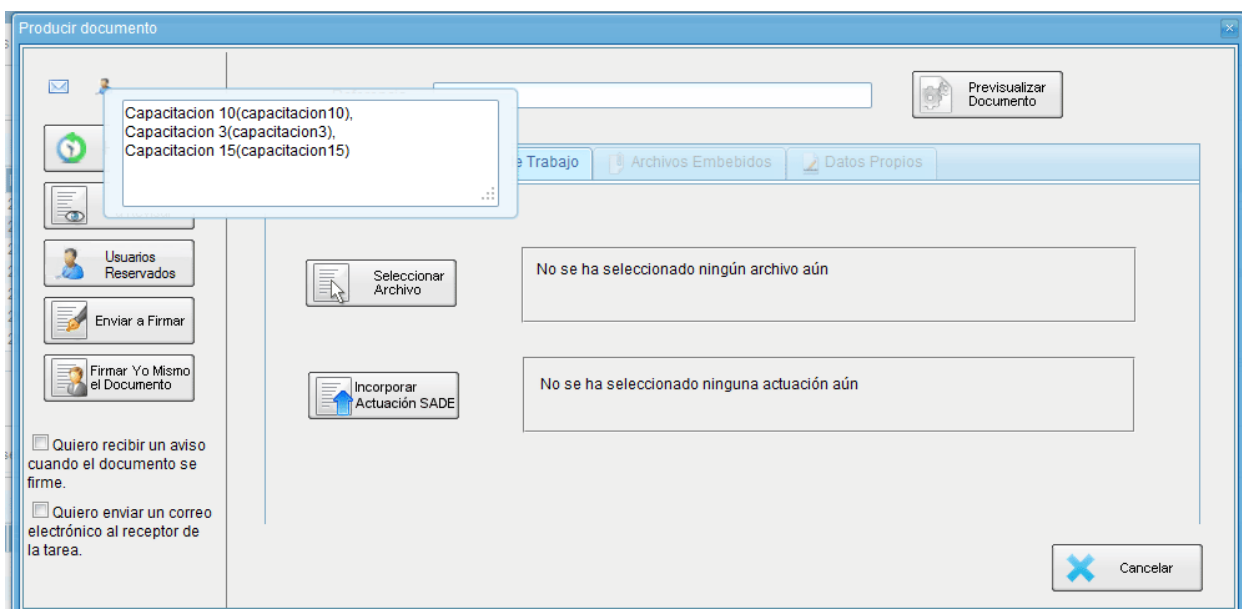 Producir documento
Previsualizar
Documento
Capacitacion 10(capacitacion10),
Capacitacion 3(capacitacion3),
Capacitacion 15(capacitacion15)
Trabajo
Archivos Embebidos
Datos Propios
Usuarios
Reservados
Enviar a Firmar
Firmar Yo Mismo
el Documento
Quiero recibir un aviso
cuando el documento se
firme.
Quiero enviar un correo
electrónico al receptor de
la tarea.
Seleccionar
Archivo
No se ha seleccionado ningún archivo aún
Incorporar
Actuación SADE
No se ha seleccionado ninguna actuación aún
Cancelar